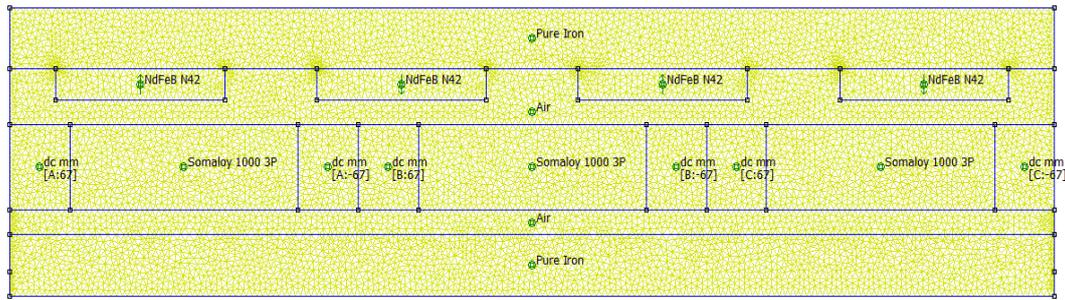 Pure Iron
NdFeB N42
NdFeB N42
NdFeB N42
NdFeB N42
Air
dc mm
[A:67]
Somaloy 1000 3P
dc mm
[A:-67]
dc mm
[B:67]
Somaloy 1000 3P
dc mm
[B:-67]
dc mm
[C:67]
Somaloy 1000 3P
dc mm
[C:-67]
Air
Pure Iron